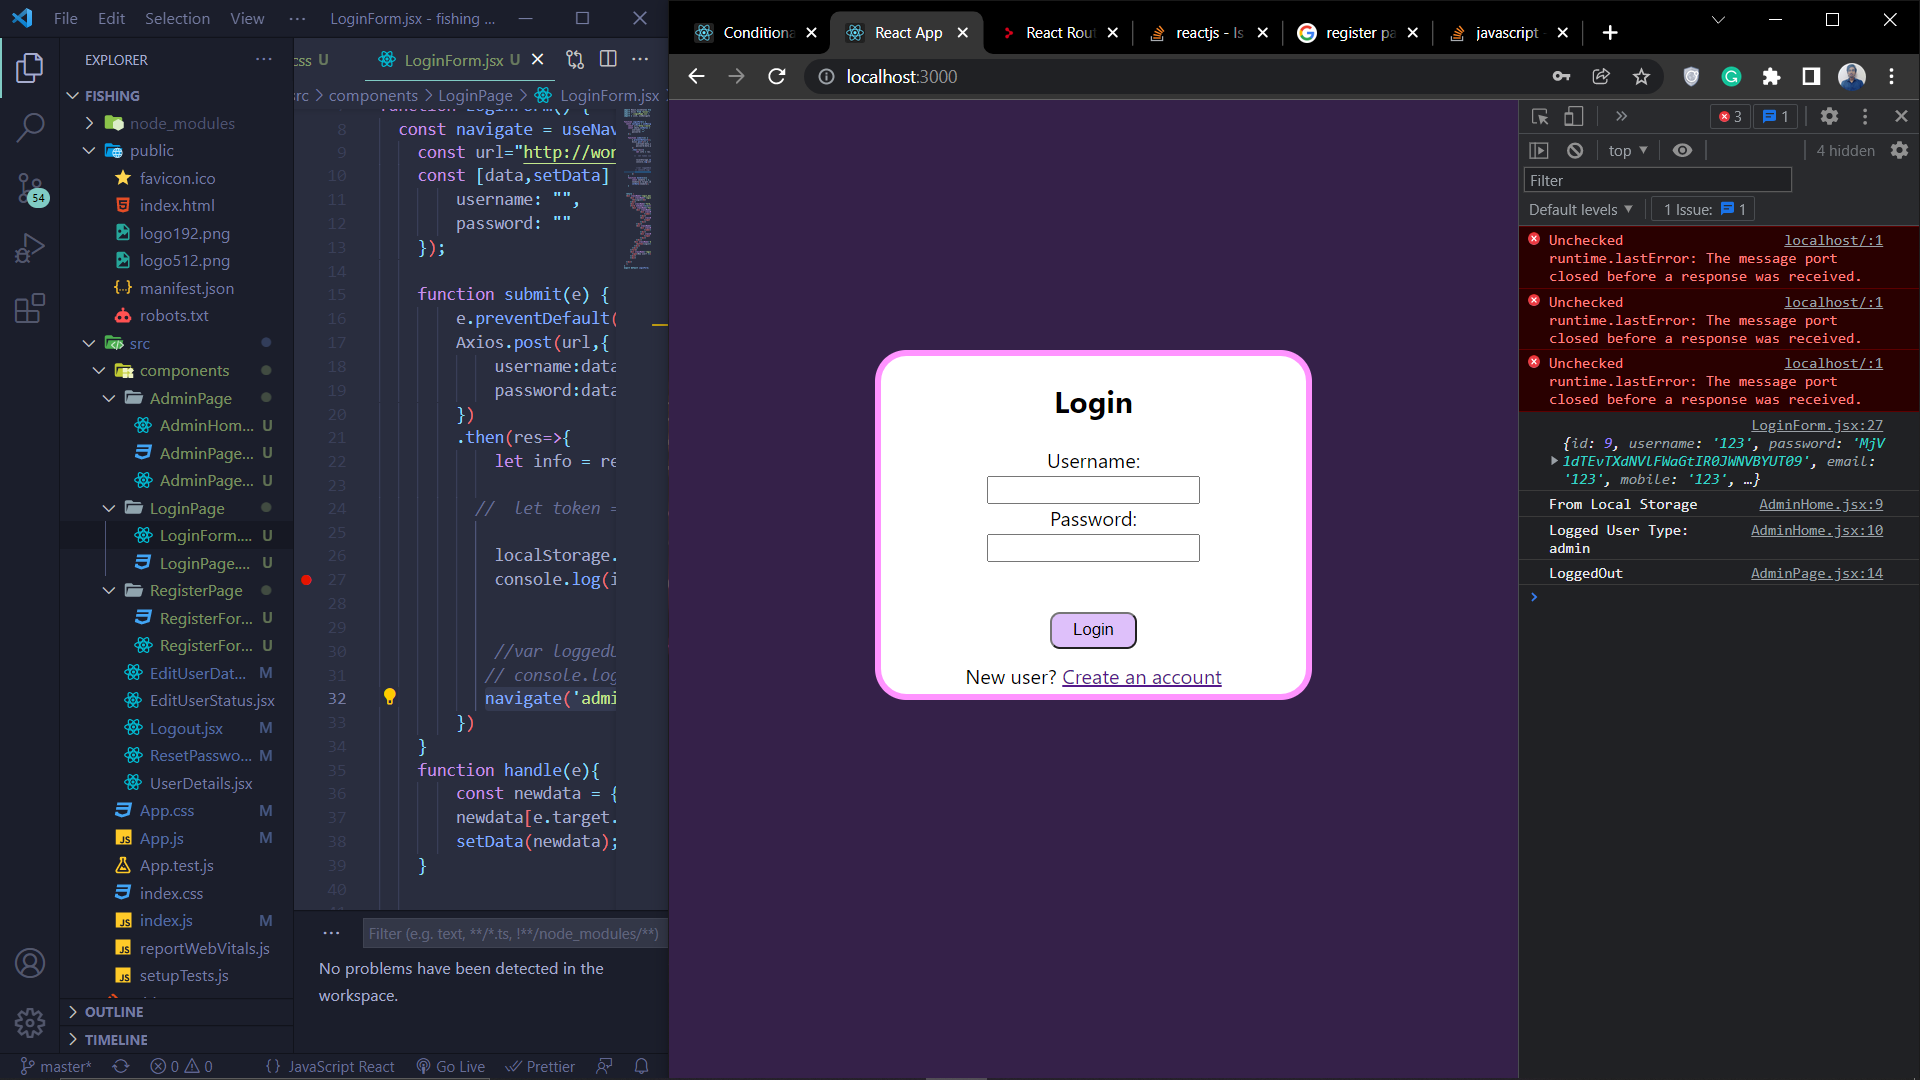 File Edit Selection View ··· LoginForm.jsx - fishing ...
EXPLORER
FISHING
node_modules
public
favicon.ico
index.html
logo192.png
logo512.png
manifest.json
robots.txt
src
components
AdminPage
AdminHom... U
AdminPage... U
AdminPage... U
LoginPage
LoginForm.... U
LoginPage.... U
RegisterPage
RegisterFor... U
RegisterFor... U
EditUserDat... M
EditUserStatus.jsx
Logout.jsx M
ResetPasswo... M
UserDetails.jsx
App.css M
App.js M
App.test.js
index.css
index.js M
reportWebVitals.js
setupTests.js
OUTLINE
TIMELINE
54
css U LoginForm.jsx U
src > components > LoginPage > LoginForm.jsx
function LoginForm() {
8 const navigate = useNav
9 const url="http://wor
10 const [data,setData]
11 username: "",
12 password: ""
13 });
14
15 function submit(e) {
16 e.preventDefault(
17 Axios.post(url,{
18 username:data
19 password:data
20 })
21 .then(res=>{
22 let info = re
23
24 // let token =
25
26 localStorage.
27 console.log(i
28
29
30 //var loggedU
31 // console.log
32 navigate('admi
33 })
34 }
35 function handle(e){
36 const newdata = {
37 newdata[e.target.
38 setData(newdata);
39 }
40
Filter (e.g. text, **/*.ts, !**/node_modules/**)
No problems have been detected in the
workspace.
master* 0 0 {} JavaScript React Go Live Prettier
Conditiona React App React Rout reactjs - Is register pa javascript -
localhost:3000
Login
Username:
Password:
Login
New user? Create an account
3 1
top 4 hidden
Filter
Default levels 1 Issue: 1
Unchecked localhost/:1
runtime.lastError: The message port
closed before a response was received.
Unchecked localhost/:1
runtime.lastError: The message port
closed before a response was received.
Unchecked localhost/:1
runtime.lastError: The message port
closed before a response was received.
LoginForm.jsx:27
{id: 9, username: '123', password: 'MjV
1dTEvTXdNVlFWaGtIR0JWNVBYUT09', email:
'123', mobile: '123', …}
From Local Storage AdminHome.jsx:9
Logged User Type: AdminHome.jsx:10
admin
LoggedOut AdminPage.jsx:14